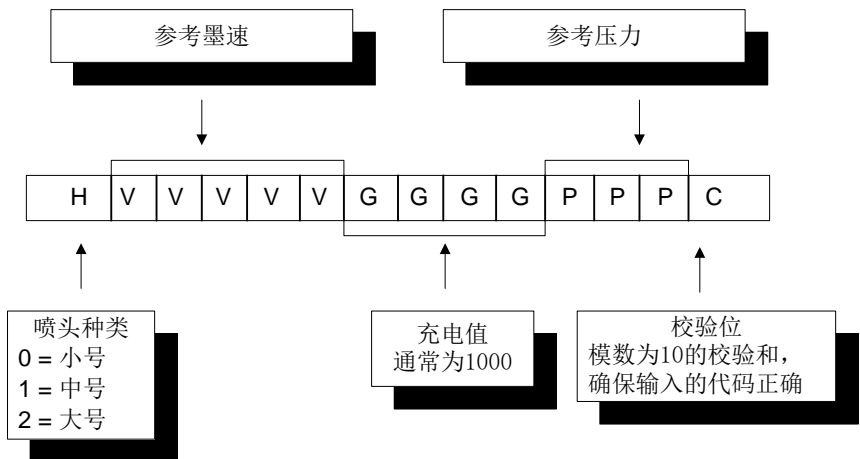 参考墨速
参考压力
H V V V V V G G G G P P P C
喷头种类
0 = 小号
1 = 中号
2 = 大号
充电值
通常为1000
校验位
模数为10的校验和，
确保输入的代码正确